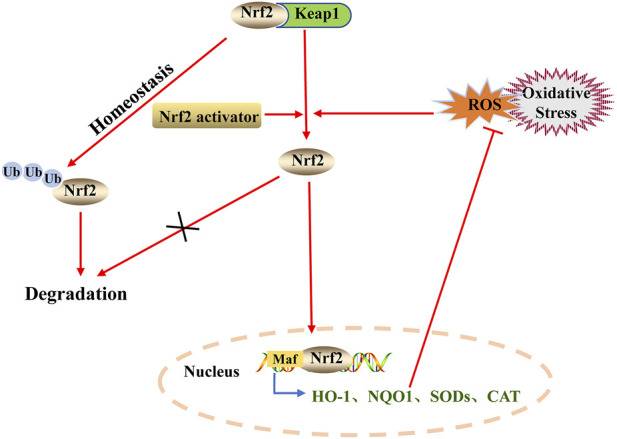 Nrf2 Keap1
Homeostasis
Oxidative
Stress
ROS
Nrf2 activator
Nrf2
Ub Ub Ub
Nrf2
Degradation
Nucleus
Maf Nrf2
HO-1、NQO1、SODs、CAT